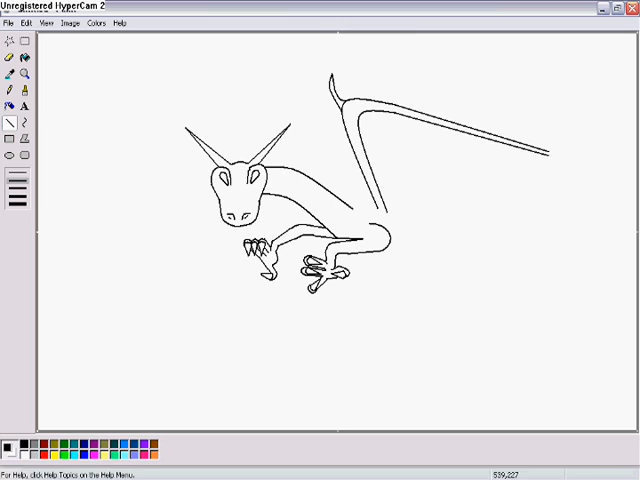 Unregistered HyperCam 2
File Edit View Image Colors Help
A
For Help, click Help Topics on the Help Menu.
539,227